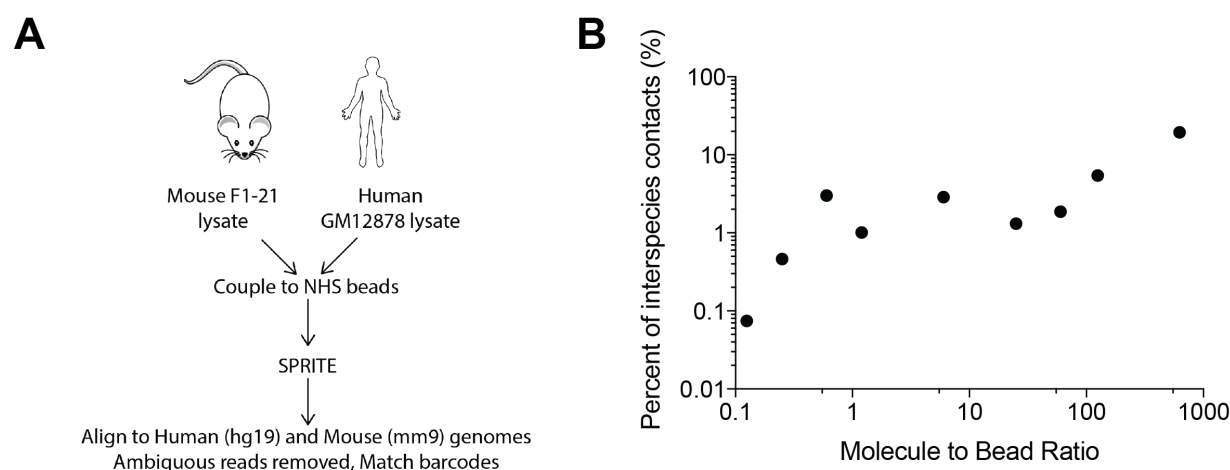 A
Mouse F1-21
lysate
Human
GM12878 lysate
Couple to NHS beads
SPRITE
Align to Human (hg19) and Mouse (mm9) genomes
Ambiguous reads removed, Match barcodes
B
Percent of interspecies contacts (%)
100
10
1
0.1
0.01
0.1
1
10
100
1000
Molecule to Bead Ratio